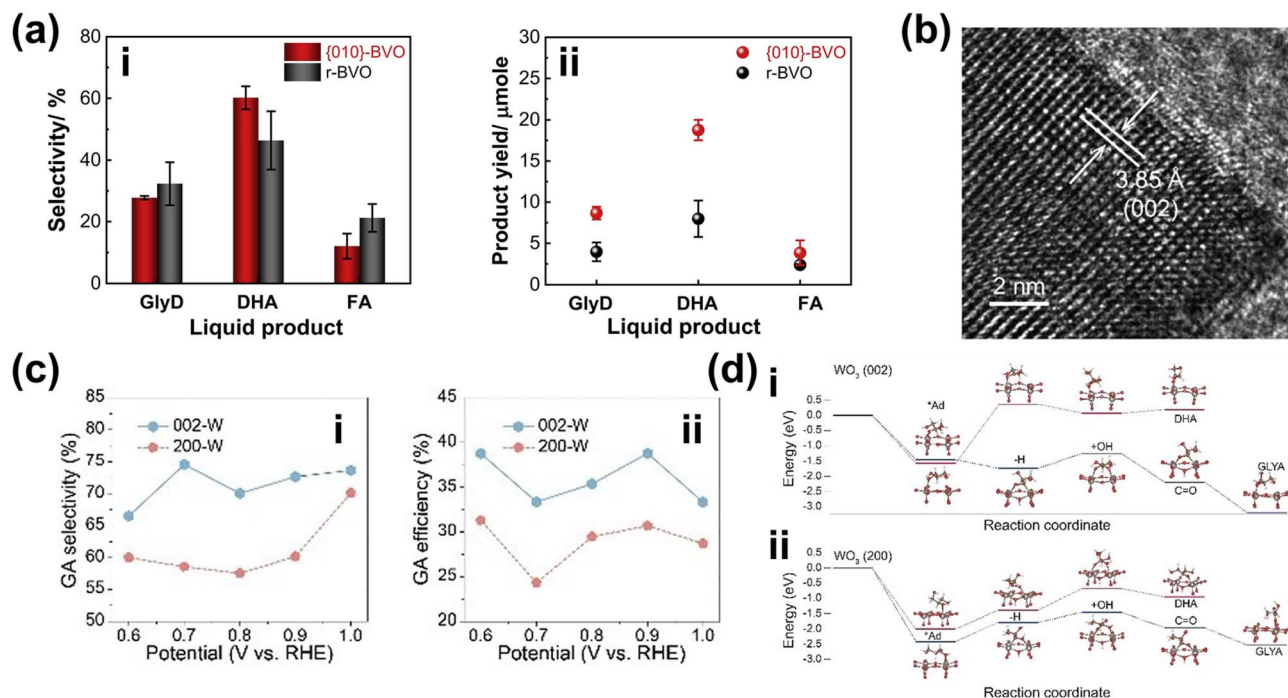 (a)
i
Selectivity/ %
80
60
40
20
0
{010}-BVO
r-BVO
GlyD DHA FA
Liquid product
ii
Product yield/ μmole
30
25
20
15
10
5
0
{010}-BVO
r-BVO
GlyD DHA FA
Liquid product
(b)
3.85 Å
(002)
2 nm
(c)
i
GA selectivity (%)
85
80
75
70
65
60
55
50
002-W
200-W
0.6 0.7 0.8 0.9 1.0
Potential (V vs. RHE)
ii
GA efficiency (%)
45
40
38
35
30
25
20
002-W
200-W
0.6 0.7 0.8 0.9 1.0
Potential (V vs. RHE)
(d)
i
WO3 (002)
Energy (eV)
0.5
0.0
-0.5
-1.0
-1.5
-2.0
-2.5
-3.0
*Ad
-H
+OH
C=O
DHA
GLYA
Reaction coordinate
ii
WO3 (200)
Energy (eV)
0.0
-0.5
-1.0
-1.5
-2.0
-2.5
-3.0
*Ad
-H
+OH
C=O
DHA
GLYA
Reaction coordinate